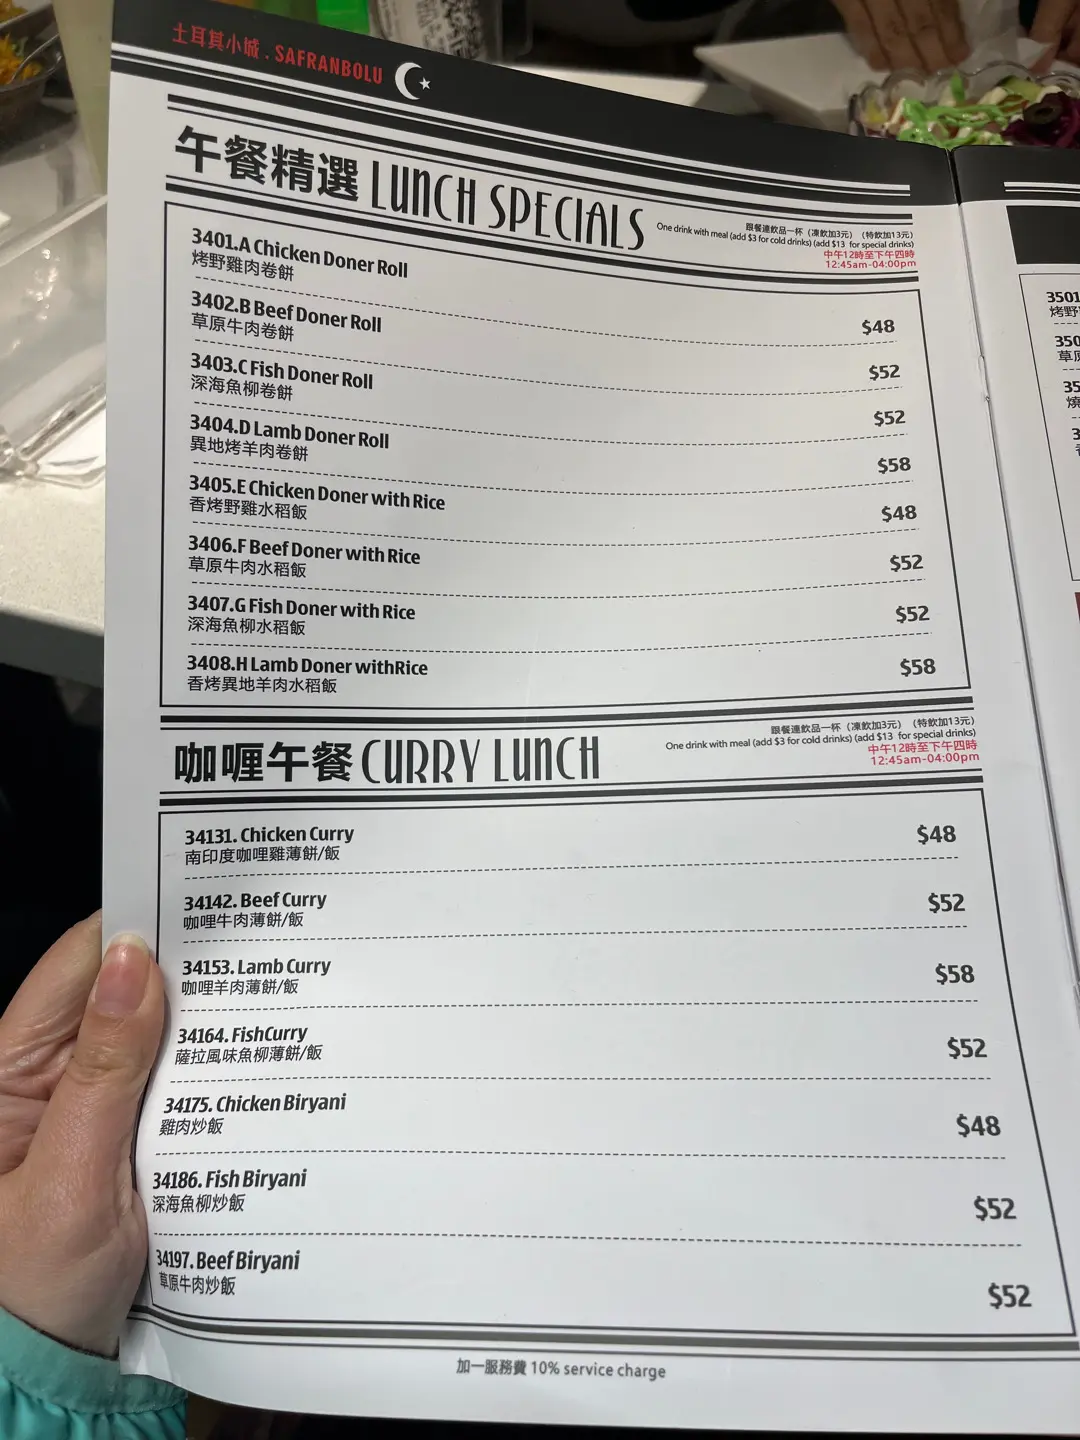 土耳其小城 . SAFRANBOLU
午餐精選 LUNCH SPECIALS
跟餐連飲品一杯（凍飲加3元）（特飲加13元）
One drink with meal (add $3 for cold drinks) (add $13 for special drinks)
中午12時至下午四時
12:45am-04:00pm
3401.A Chicken Doner Roll
烤野雞肉卷餅
$48
3402.B Beef Doner Roll
草原牛肉卷餅
$52
3403.C Fish Doner Roll
深海魚柳卷餅
$52
3404.D Lamb Doner Roll
異地烤羊肉卷餅
$58
3405.E Chicken Doner with Rice
香烤野雞水稻飯
$48
3406.F Beef Doner with Rice
草原牛肉水稻飯
$52
3407.G Fish Doner with Rice
深海魚柳水稻飯
$52
3408.H Lamb Doner withRice
香烤異地羊肉水稻飯
$58
咖喱午餐 CURRY LUNCH
跟餐連飲品一杯（凍飲加3元）（特飲加13元）
One drink with meal (add $3 for cold drinks) (add $13 for special drinks)
中午12時至下午四時
12:45am-04:00pm
34131. Chicken Curry
南印度咖哩雞薄餅/飯
$48
34142. Beef Curry
咖哩牛肉薄餅/飯
$52
34153. Lamb Curry
咖哩羊肉薄餅/飯
$58
34164. FishCurry
薩拉風味魚柳薄餅/飯
$52
34175. Chicken Biryani
雞肉炒飯
$48
34186. Fish Biryani
深海魚柳炒飯
$52
34197. Beef Biryani
草原牛肉炒飯
$52
加一服務費 10% service charge
3501
烤野
350
草原
35